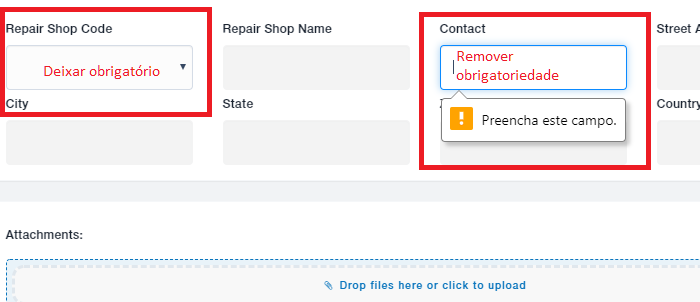 Repair Shop Code
Repair Shop Name
Contact
Street A
Deixar obrigatório
Remover
obrigatoriedade
City
State
Country
Preencha este campo.
Attachments:
Drop files here or click to upload